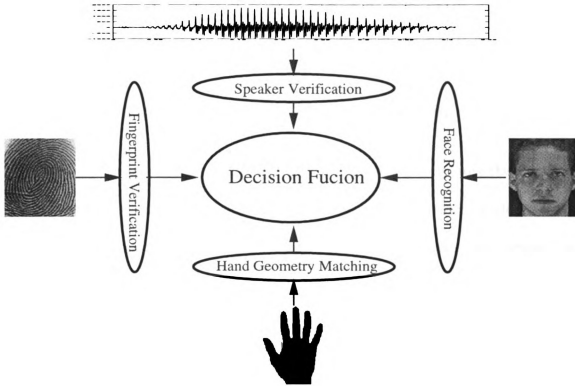 Speaker Verification
Fingerprint Verification
Decision Fucion
Face Recognition
Hand Geometry Matching